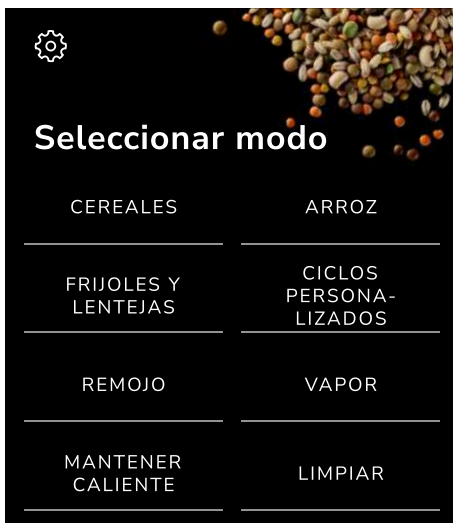 Seleccionar modo
CEREALES
ARROZ
FRIJOLES Y
LENTEJAS
CICLOS
PERSONA-
LIZADOS
REMOJO
VAPOR
MANTENER
CALIENTE
LIMPIAR